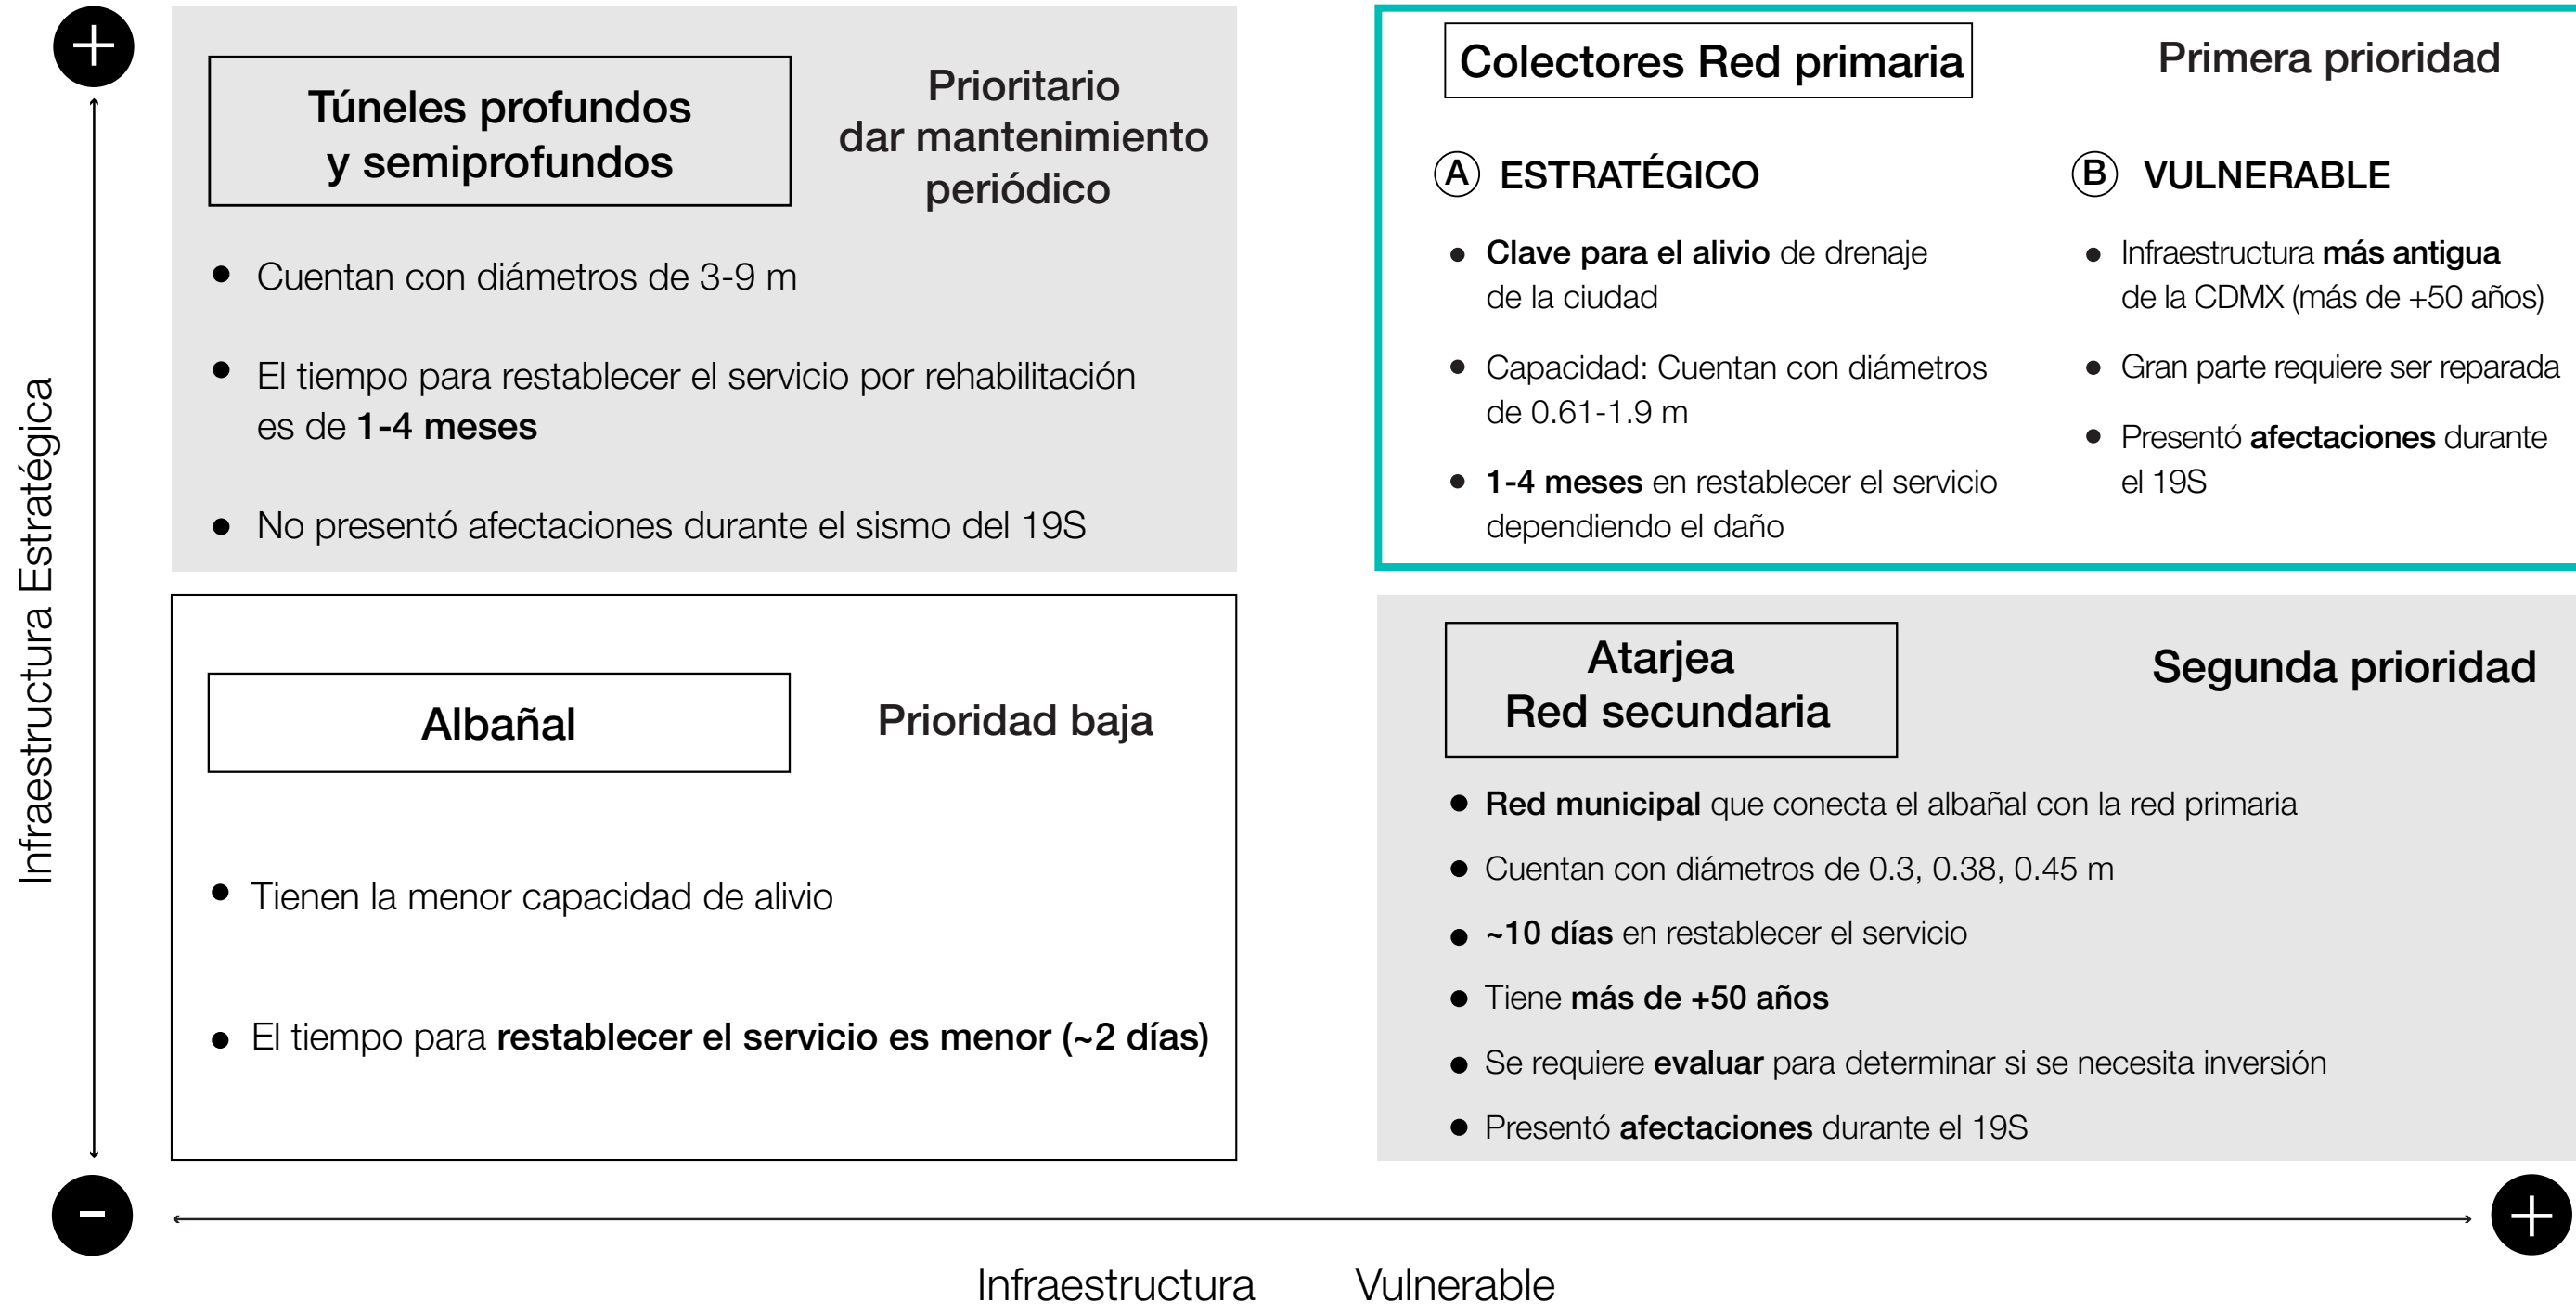 +
Infraestructura Estratégica
Túneles profundos
y semiprofundos
Prioritario
dar mantenimiento
periódico
• Cuentan con diámetros de 3-9 m
• El tiempo para restablecer el servicio por rehabilitación
es de 1-4 meses
• No presentó afectaciones durante el sismo del 19S
Colectores Red primaria
Primera prioridad
A ESTRATÉGICO
• Clave para el alivio de drenaje
de la ciudad
• Capacidad: Cuentan con diámetros
de 0.61-1.9 m
• 1-4 meses en restablecer el servicio
dependiendo el daño
B VULNERABLE
• Infraestructura más antigua
de la CDMX (más de +50 años)
• Gran parte requiere ser reparada
• Presentó afectaciones durante
el 19S
Albañal
Prioridad baja
• Tienen la menor capacidad de alivio
• El tiempo para restablecer el servicio es menor (~2 días)
Atarjea
Red secundaria
Segunda prioridad
• Red municipal que conecta el albañal con la red primaria
• Cuentan con diámetros de 0.3, 0.38, 0.45 m
• ~10 días en restablecer el servicio
• Tiene más de +50 años
• Se requiere evaluar para determinar si se necesita inversión
• Presentó afectaciones durante el 19S
-
+
Infraestructura Vulnerable